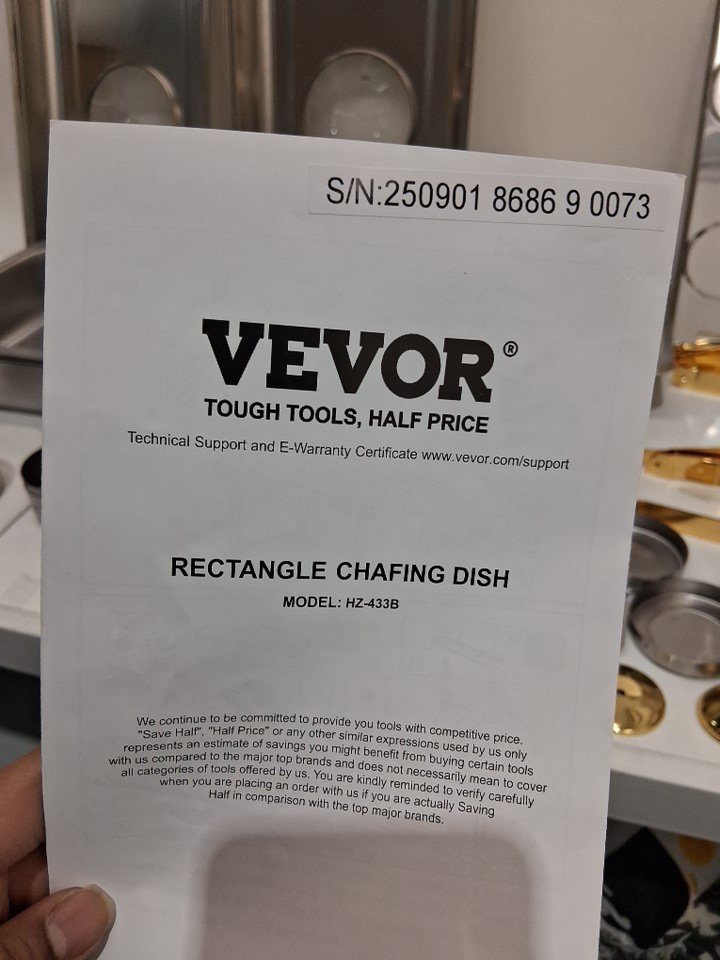 S/N:250901 8686 9 0073
VEVOR®
TOUGH TOOLS, HALF PRICE
Technical Support and E-Warranty Certificate www.vevor.com/support
RECTANGLE CHAFING DISH
MODEL: HZ-433B
We continue to be committed to provide you tools with competitive price.
"Save Half", "Half Price" or any other similar expressions used by us only
represents an estimate of savings you might benefit from buying certain tools
with us compared to the major top brands and does not necessarily mean to cover
all categories of tools offered by us. You are kindly reminded to verify carefully
when you are placing an order with us if you are actually Saving
Half in comparison with the top major brands.